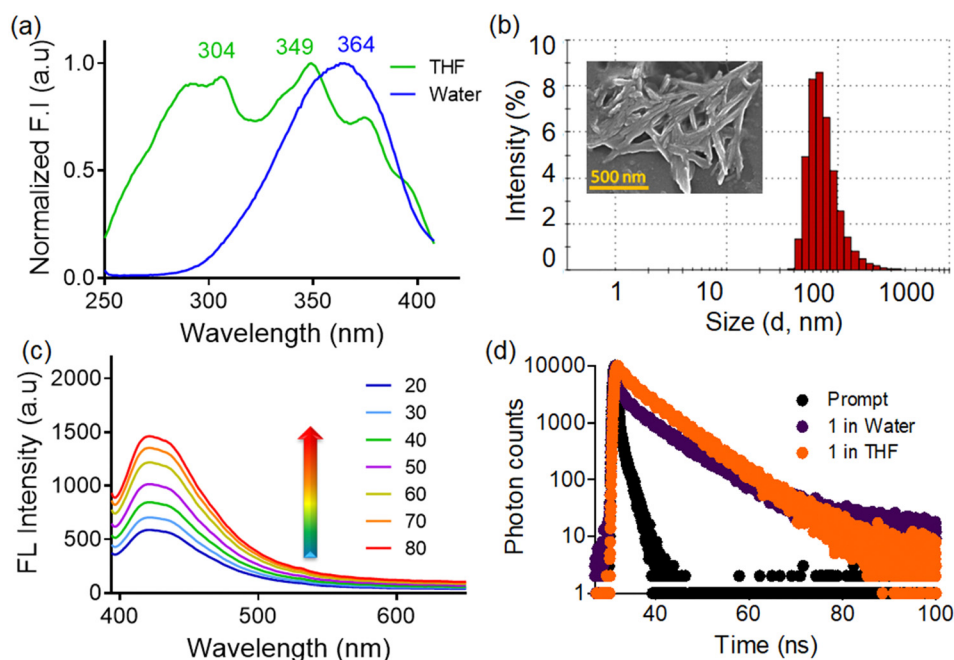 (a)
304
349
364
THF
Water
Normalized F.I (a.u)
1.0
0.5
0.0
250
300
350
400
Wavelength (nm)
(b)
10
8
6
4
2
0
Intensity (%)
500 nm
1
10
100
1000
Size (d, nm)
(c)
FL Intensity (a.u)
2000
1500
1000
500
0
20
30
40
50
60
70
80
400
500
600
Wavelength (nm)
(d)
Photon counts
10000
1000
100
10
1
Prompt
1 in Water
1 in THF
40
60
80
100
Time (ns)